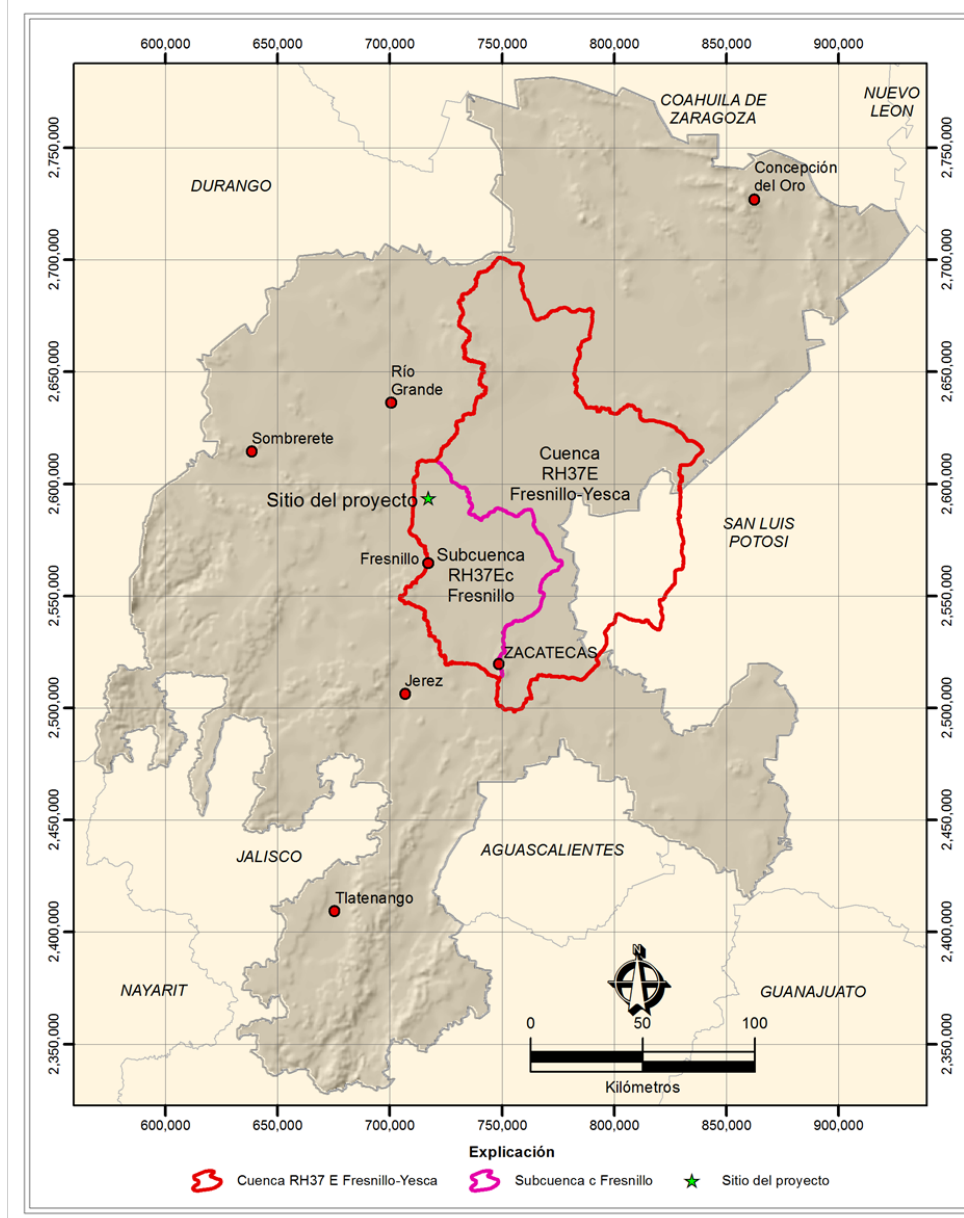 600,000
650,000
700,000
750,000
800,000
850,000
900,000
2,750,000
2,700,000
2,650,000
2,600,000
2,550,000
2,500,000
2,450,000
2,400,000
2,350,000
2,750,000
2,700,000
2,650,000
2,600,000
2,550,000
2,500,000
2,450,000
2,400,000
2,350,000
COAHUILA DE
ZARAGOZA
NUEVO
LEON
DURANGO
Concepción
del Oro
Río
Grande
Sombrerete
Cuenca
RH37E
Fresnillo-Yesca
Sitio del proyecto
SAN LUIS
POTOSI
Fresnillo
Subcuenca
RH37Ec
Fresnillo
ZACATECAS
Jerez
JALISCO
AGUASCALIENTES
Tlatenango
NAYARIT
GUANAJUATO
N
0
50
100
Kilómetros
600,000
650,000
700,000
750,000
800,000
850,000
900,000
Explicación
Cuenca RH37 E Fresnillo-Yesca
Subcuenca c Fresnillo
Sitio del proyecto